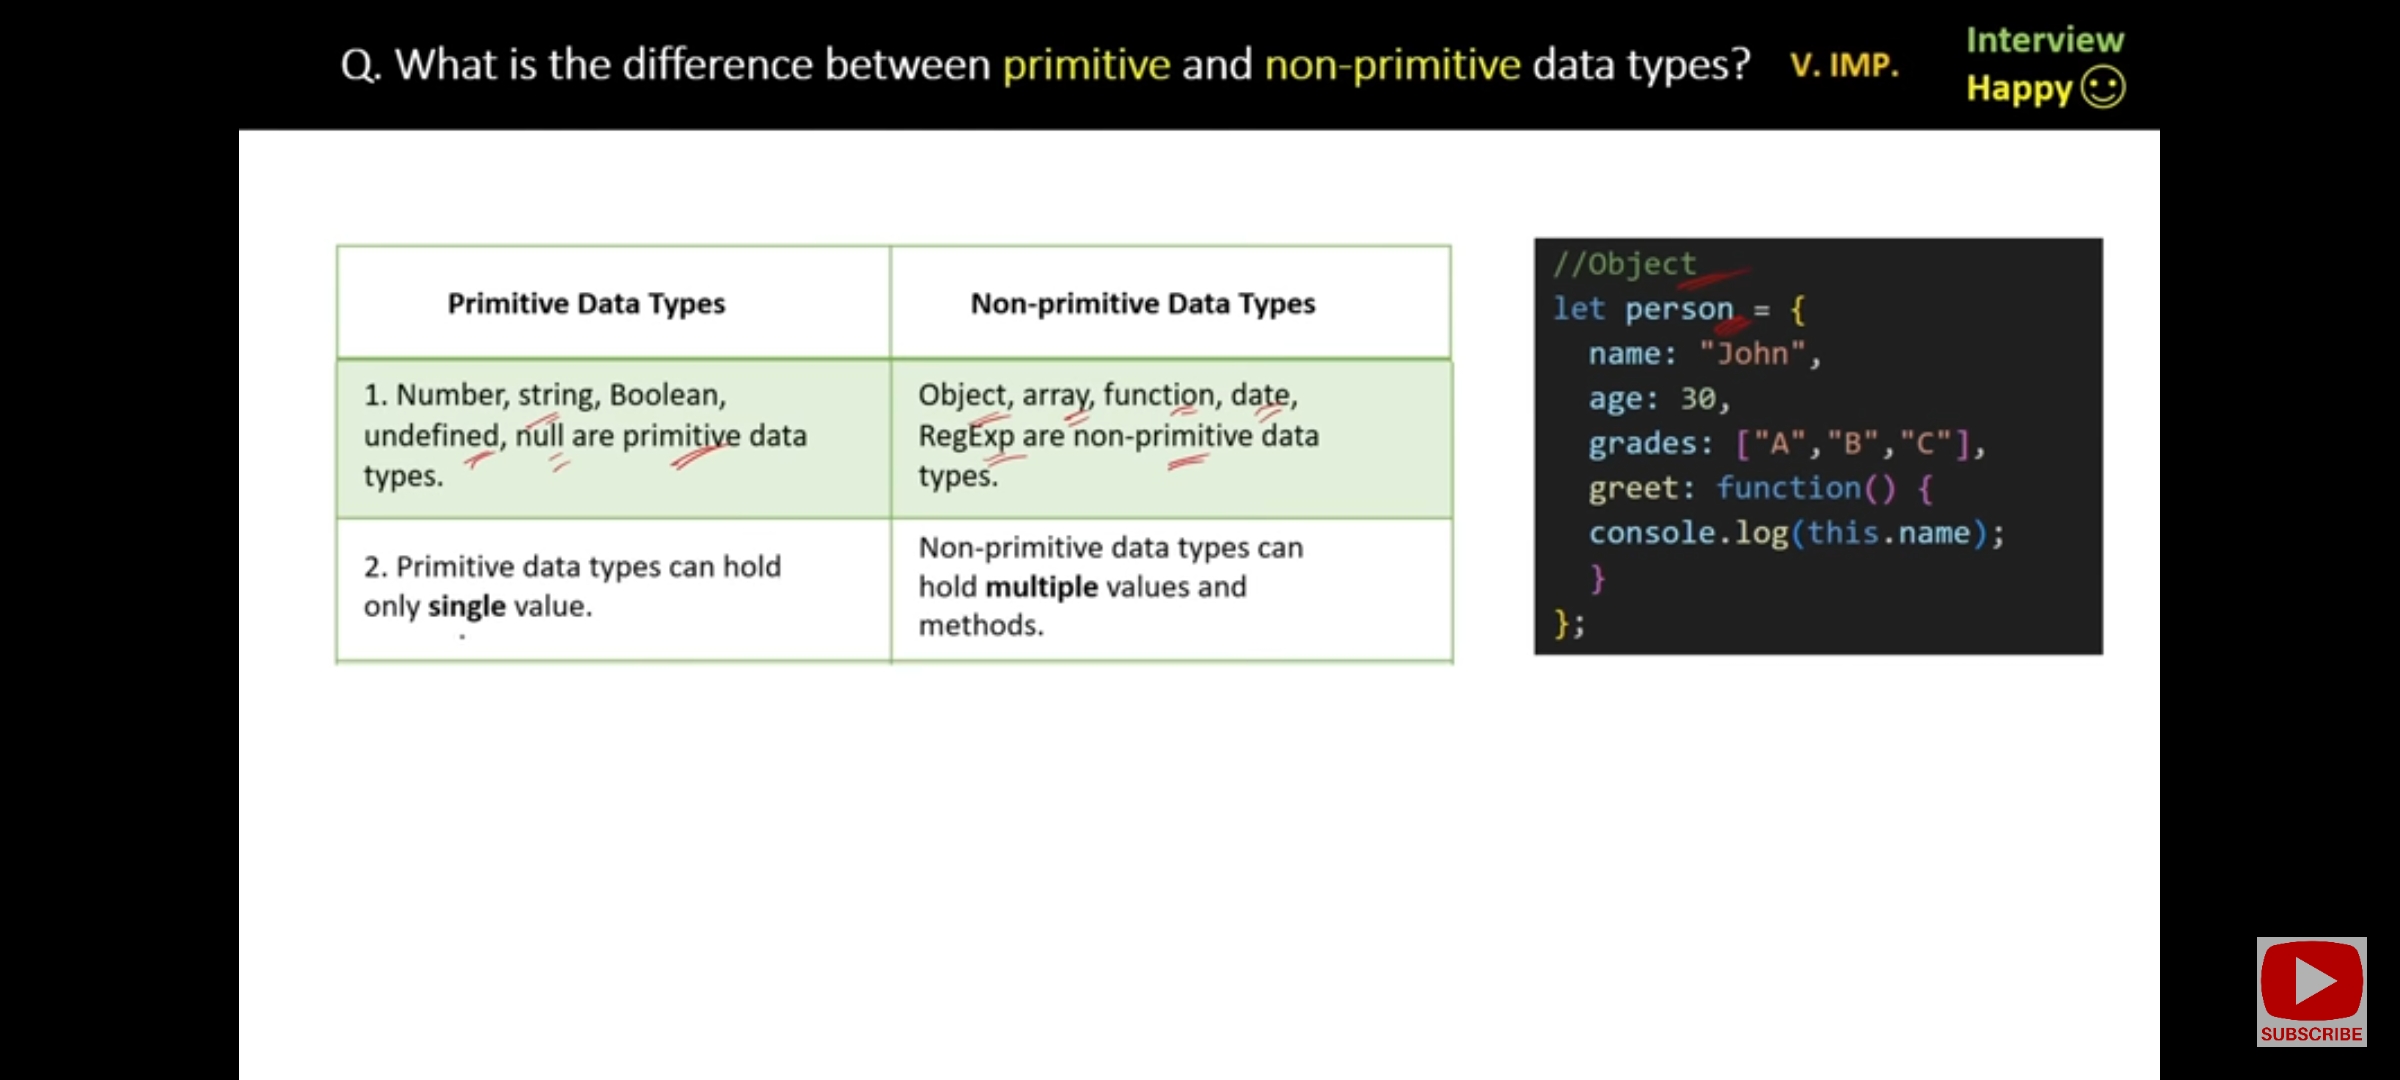 Q. What is the difference between primitive and non-primitive data types? V. IMP.
Interview
Happy
Primitive Data Types
Non-primitive Data Types
1. Number, string, Boolean,
undefined, null are primitive data
types.
Object, array, function, date,
RegExp are non-primitive data
types.
2. Primitive data types can hold
only single value.
Non-primitive data types can
hold multiple values and
methods.
//Object
let person = {
name: "John",
age: 30,
grades: ["A","B","C"],
greet: function() {
console.log(this.name);
}
};
SUBSCRIBE